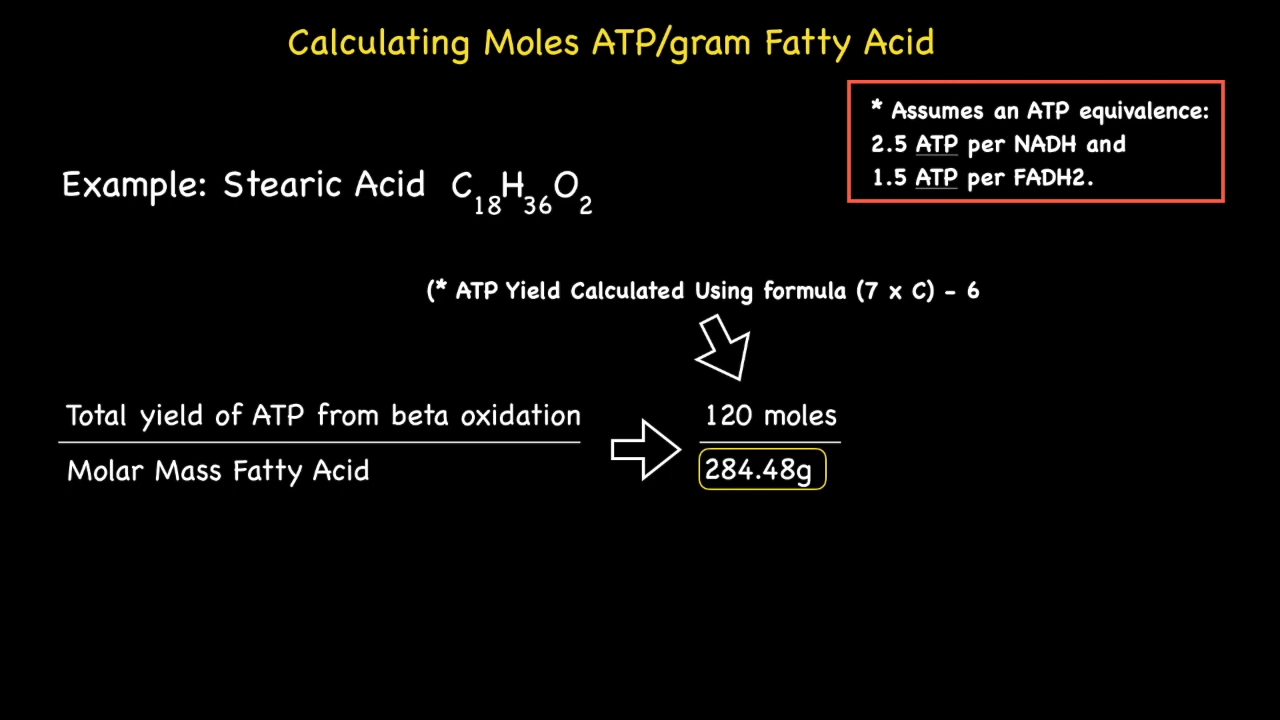 Calculating Moles ATP/gram Fatty Acid
* Assumes an ATP equivalence:
2.5 ATP per NADH and
1.5 ATP per FADH2.
Example: Stearic Acid C18H36O2
(* ATP Yield Calculated Using formula (7 x C) - 6
Total yield of ATP from beta oxidation
Molar Mass Fatty Acid
120 moles
284.48g